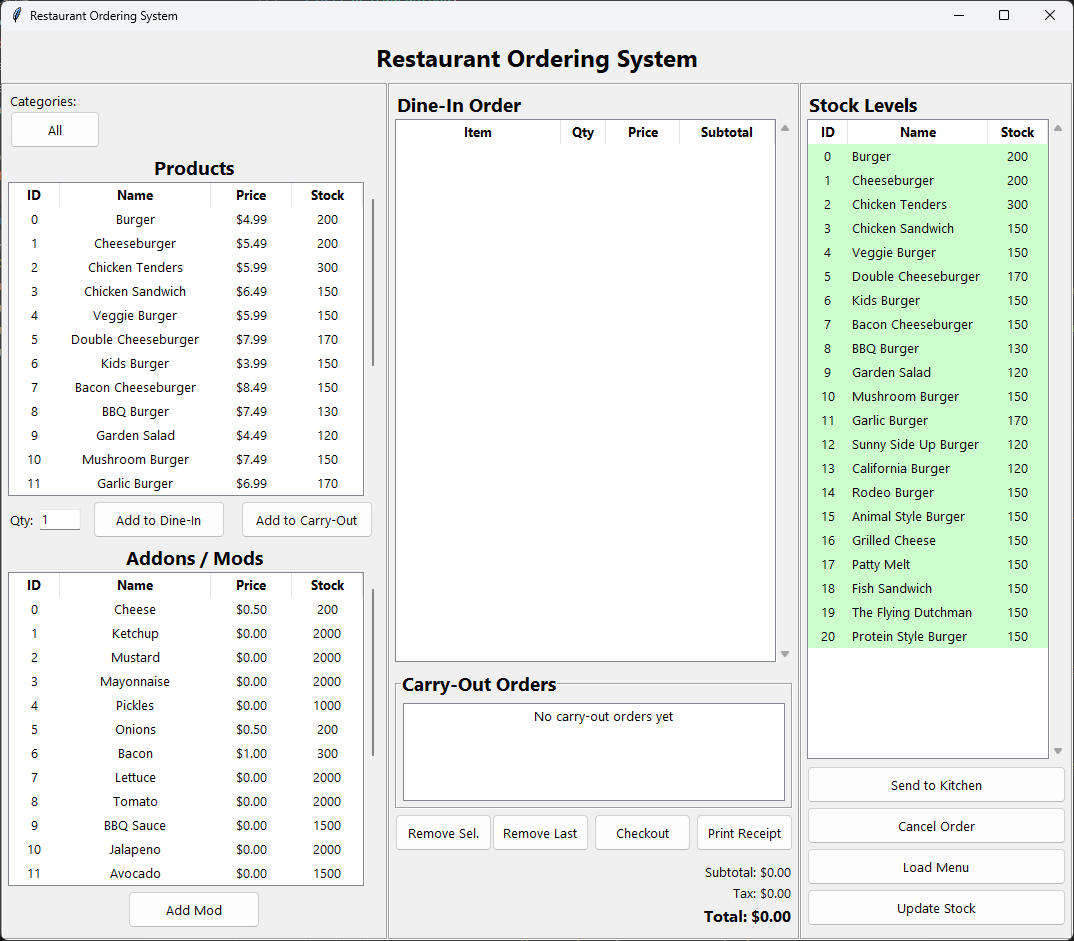 Restaurant Ordering System
Restaurant Ordering System
Categories:
All
Products
ID Name Price Stock
0 Burger $4.99 200
1 Cheeseburger $5.49 200
2 Chicken Tenders $5.99 300
3 Chicken Sandwich $6.49 150
4 Veggie Burger $5.99 150
5 Double Cheeseburger $7.99 170
6 Kids Burger $3.99 150
7 Bacon Cheeseburger $8.49 150
8 BBQ Burger $7.49 130
9 Garden Salad $4.49 120
10 Mushroom Burger $7.49 150
11 Garlic Burger $6.99 170
Qty: 1 Add to Dine-In Add to Carry-Out
Addons / Mods
ID Name Price Stock
0 Cheese $0.50 200
1 Ketchup $0.00 2000
2 Mustard $0.00 2000
3 Mayonnaise $0.00 2000
4 Pickles $0.00 1000
5 Onions $0.50 200
6 Bacon $1.00 300
7 Lettuce $0.00 2000
8 Tomato $0.00 2000
9 BBQ Sauce $0.00 1500
10 Jalapeno $0.00 2000
11 Avocado $0.00 1500
Add Mod
Dine-In Order
Item Qty Price Subtotal
Carry-Out Orders
No carry-out orders yet
Remove Sel. Remove Last Checkout Print Receipt
Subtotal: $0.00
Tax: $0.00
Total: $0.00
Stock Levels
ID Name Stock
0 Burger 200
1 Cheeseburger 200
2 Chicken Tenders 300
3 Chicken Sandwich 150
4 Veggie Burger 150
5 Double Cheeseburger 170
6 Kids Burger 150
7 Bacon Cheeseburger 150
8 BBQ Burger 130
9 Garden Salad 120
10 Mushroom Burger 150
11 Garlic Burger 170
12 Sunny Side Up Burger 120
13 California Burger 120
14 Rodeo Burger 150
15 Animal Style Burger 150
16 Grilled Cheese 150
17 Patty Melt 150
18 Fish Sandwich 150
19 The Flying Dutchman 150
20 Protein Style Burger 150
Send to Kitchen
Cancel Order
Load Menu
Update Stock